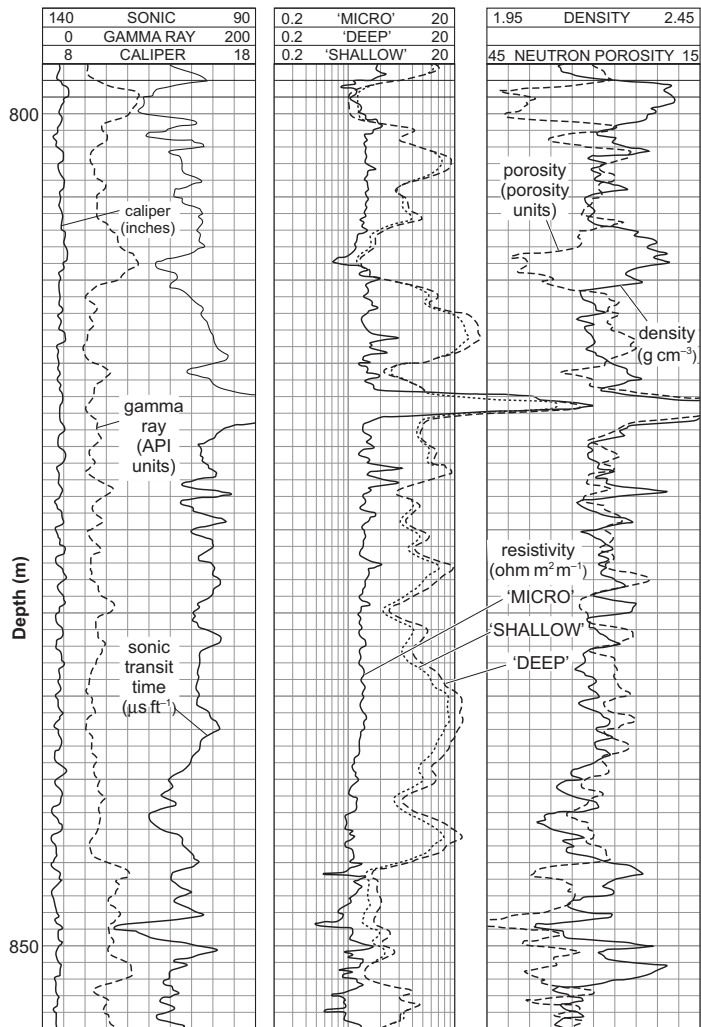 140 SONIC 90
0 GAMMA RAY 200
8 CALIPER 18
0.2 ‘MICRO’ 20
0.2 ‘DEEP’ 20
0.2 ‘SHALLOW’ 20
1.95 DENSITY 2.45
45 NEUTRON POROSITY 15
800
caliper
(inches)
porosity
(porosity
units)
density
(g cm⁻³)
gamma
ray
(API
units)
Depth (m)
resistivity
(ohm m² m⁻¹)
‘MICRO’
‘SHALLOW’
‘DEEP’
sonic
transit
time
(μs ft⁻¹)
850